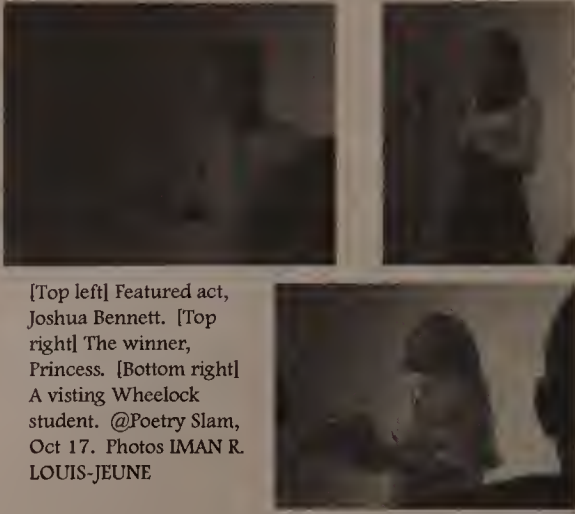 [Top left] Featured act,
Joshua Bennett. [Top
right] The winner,
Princess. [Bottom right]
A visting Wheelock
student. @Poetry Slam,
Oct 17. Photos IMAN R.
LOUIS-JEUNE